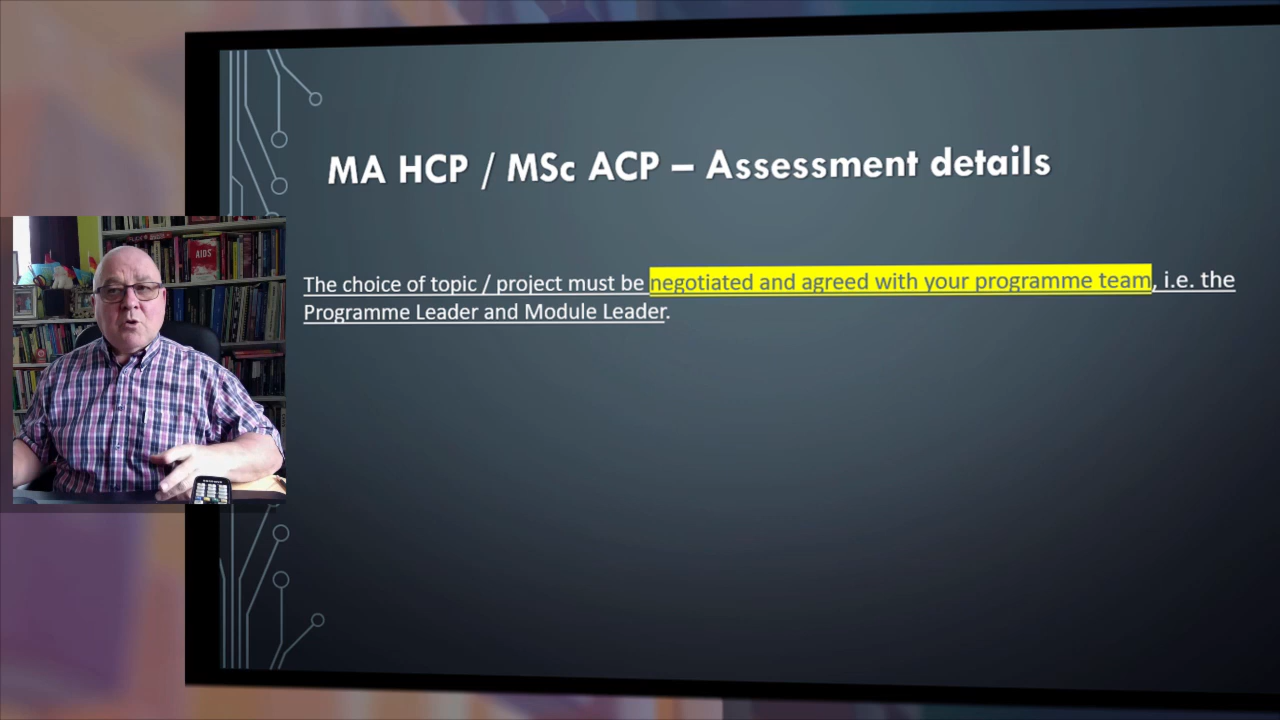 MA HCP / MSc ACP – Assessment details
The choice of topic / project must be negotiated and agreed with your programme team, i.e. the
Programme Leader and Module Leader.
AIDS